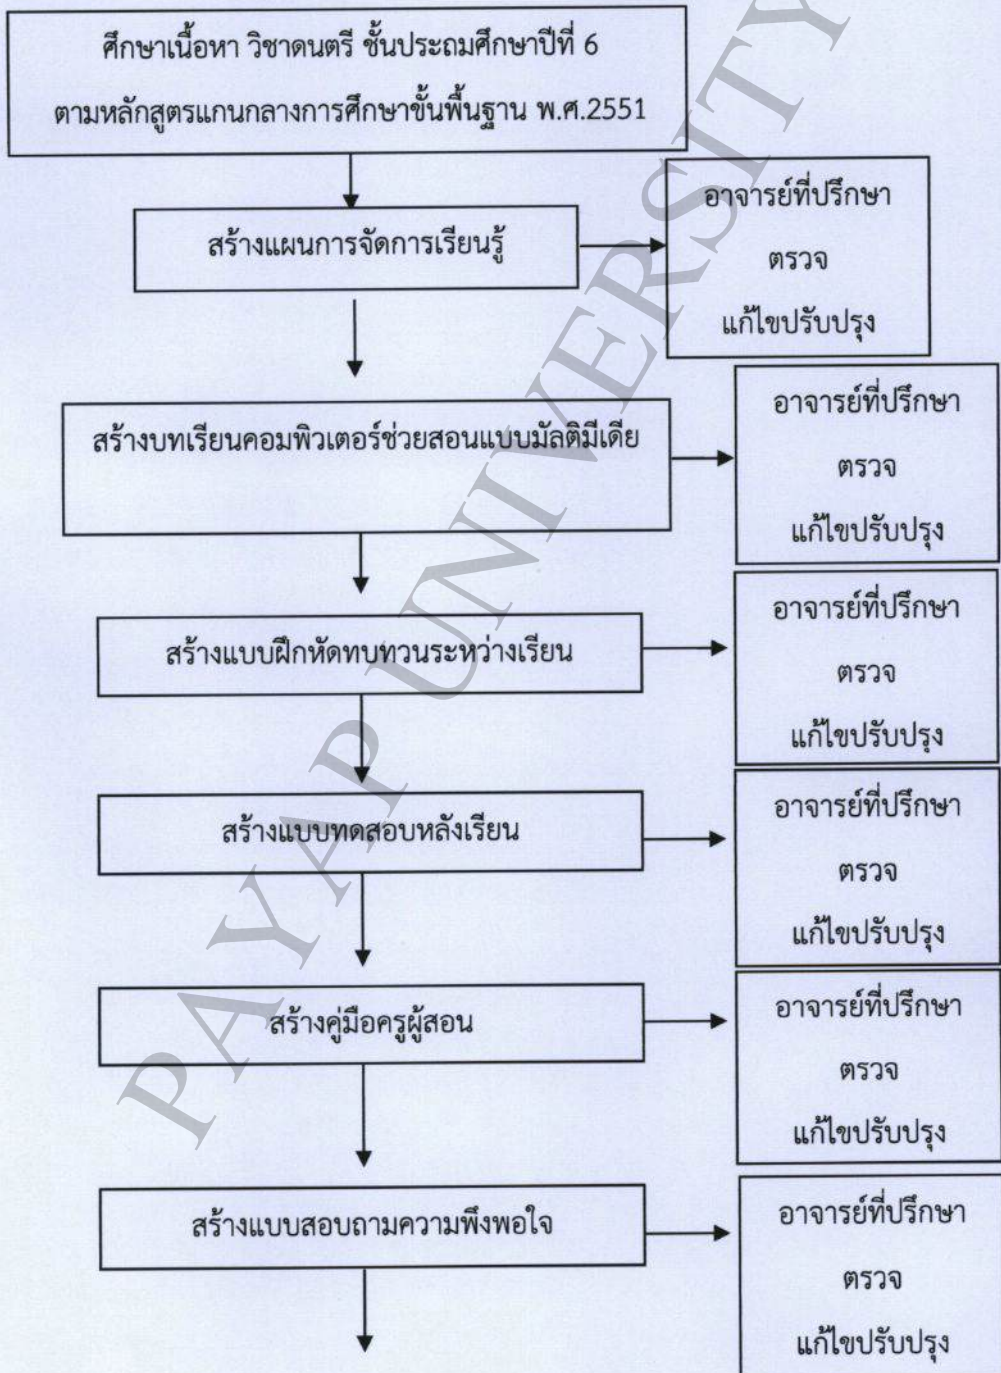 ศึกษาเนื้อหา วิชาดนตรี ชั้นประถมศึกษาปีที่ 6
ตามหลักสูตรแกนกลางการศึกษาขั้นพื้นฐาน พ.ศ.2551
สร้างแผนการจัดการเรียนรู้
อาจารย์ที่ปรึกษา
ตรวจ
แก้ไขปรับปรุง
สร้างบทเรียนคอมพิวเตอร์ช่วยสอนแบบมัลติมีเดีย
อาจารย์ที่ปรึกษา
ตรวจ
แก้ไขปรับปรุง
สร้างแบบฝึกหัดทบทวนระหว่างเรียน
อาจารย์ที่ปรึกษา
ตรวจ
แก้ไขปรับปรุง
สร้างแบบทดสอบหลังเรียน
อาจารย์ที่ปรึกษา
ตรวจ
แก้ไขปรับปรุง
สร้างคู่มือครูผู้สอน
อาจารย์ที่ปรึกษา
ตรวจ
แก้ไขปรับปรุง
สร้างแบบสอบถามความพึงพอใจ
อาจารย์ที่ปรึกษา
ตรวจ
แก้ไขปรับปรุง
PAYAP UNIVERSITY